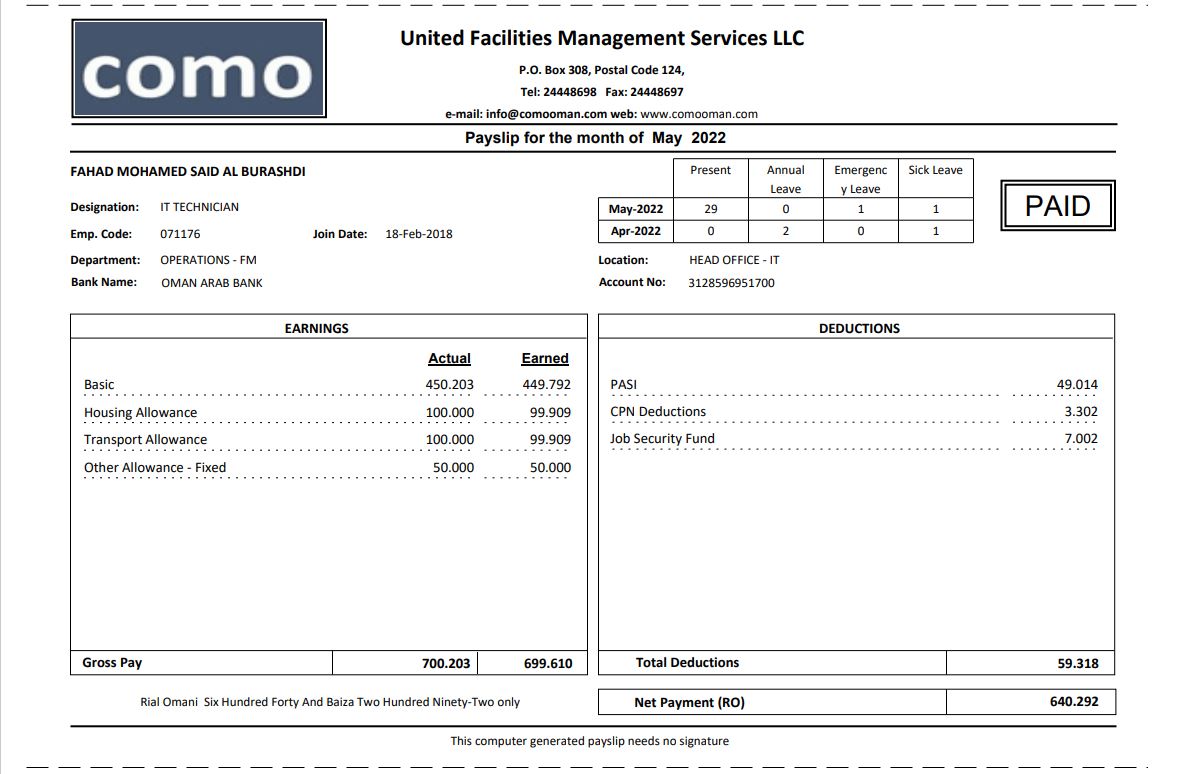 como
United Facilities Management Services LLC
P.O. Box 308, Postal Code 124,
Tel: 24448698 Fax: 24448697
e-mail: info@comooman.com web: www.comooman.com
Payslip for the month of May 2022
FAHAD MOHAMED SAID AL BURASHDI
Designation: IT TECHNICIAN
Emp. Code: 071176 Join Date: 18-Feb-2018
Department: OPERATIONS - FM
Bank Name: OMAN ARAB BANK
Present Annual Emergenc Sick Leave
Leave y Leave
May-2022 29 0 1 1
Apr-2022 0 2 0 1
PAID
Location: HEAD OFFICE - IT
Account No: 3128596951700
EARNINGS
Actual Earned
Basic 450.203 449.792
Housing Allowance 100.000 99.909
Transport Allowance 100.000 99.909
Other Allowance - Fixed 50.000 50.000
Gross Pay 700.203 699.610
DEDUCTIONS
PASI 49.014
CPN Deductions 3.302
Job Security Fund 7.002
Total Deductions 59.318
Rial Omani Six Hundred Forty And Baiza Two Hundred Ninety-Two only
Net Payment (RO) 640.292
This computer generated payslip needs no signature